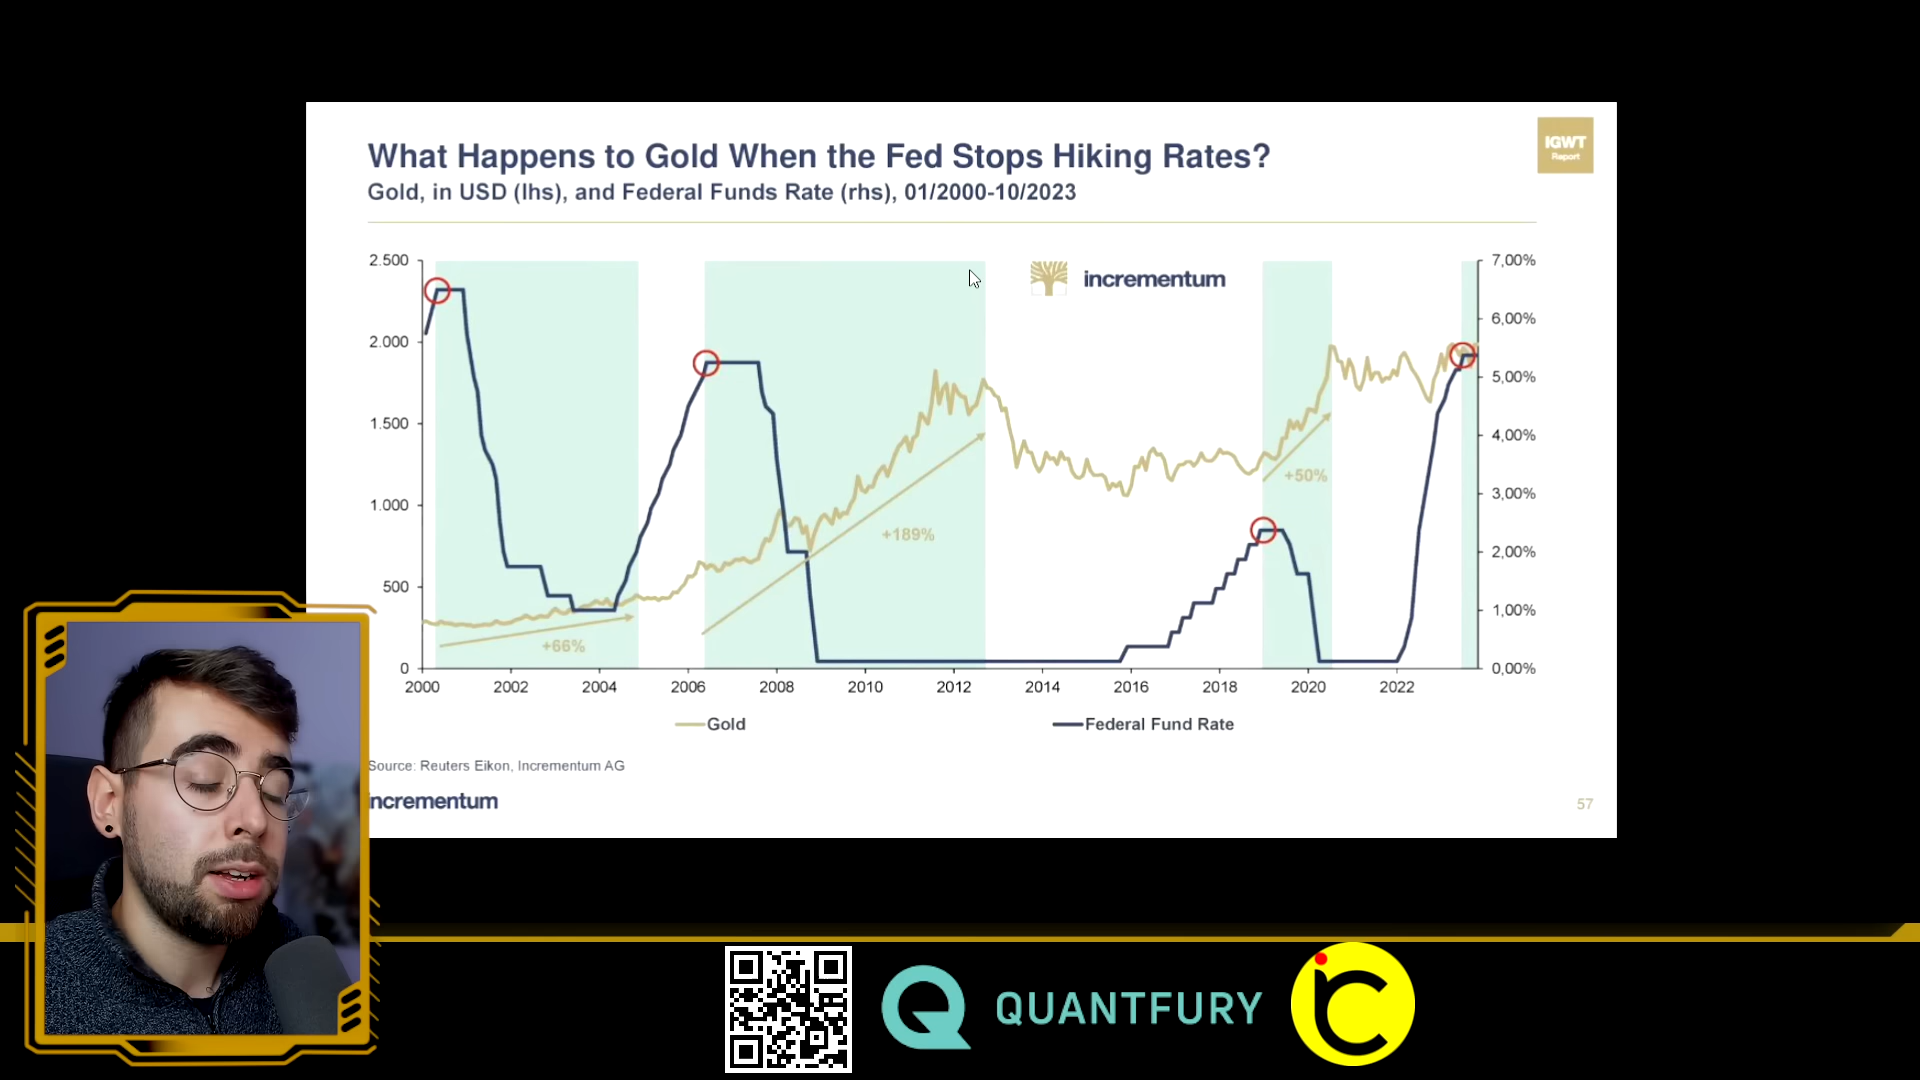 What Happens to Gold When the Fed Stops Hiking Rates?
Gold, in USD (lhs), and Federal Funds Rate (rhs), 01/2000-10/2023
IGWT
Report
incrementum
2.500
2.000
1.500
1.000
500
0
7,00%
6,00%
5,00%
4,00%
3,00%
2,00%
1,00%
0,00%
+66%
+189%
+50%
2000 2002 2004 2006 2008 2010 2012 2014 2016 2018 2020 2022
Gold Federal Fund Rate
Source: Reuters Eikon, Incrementum AG
incrementum
57
QUANTFURY